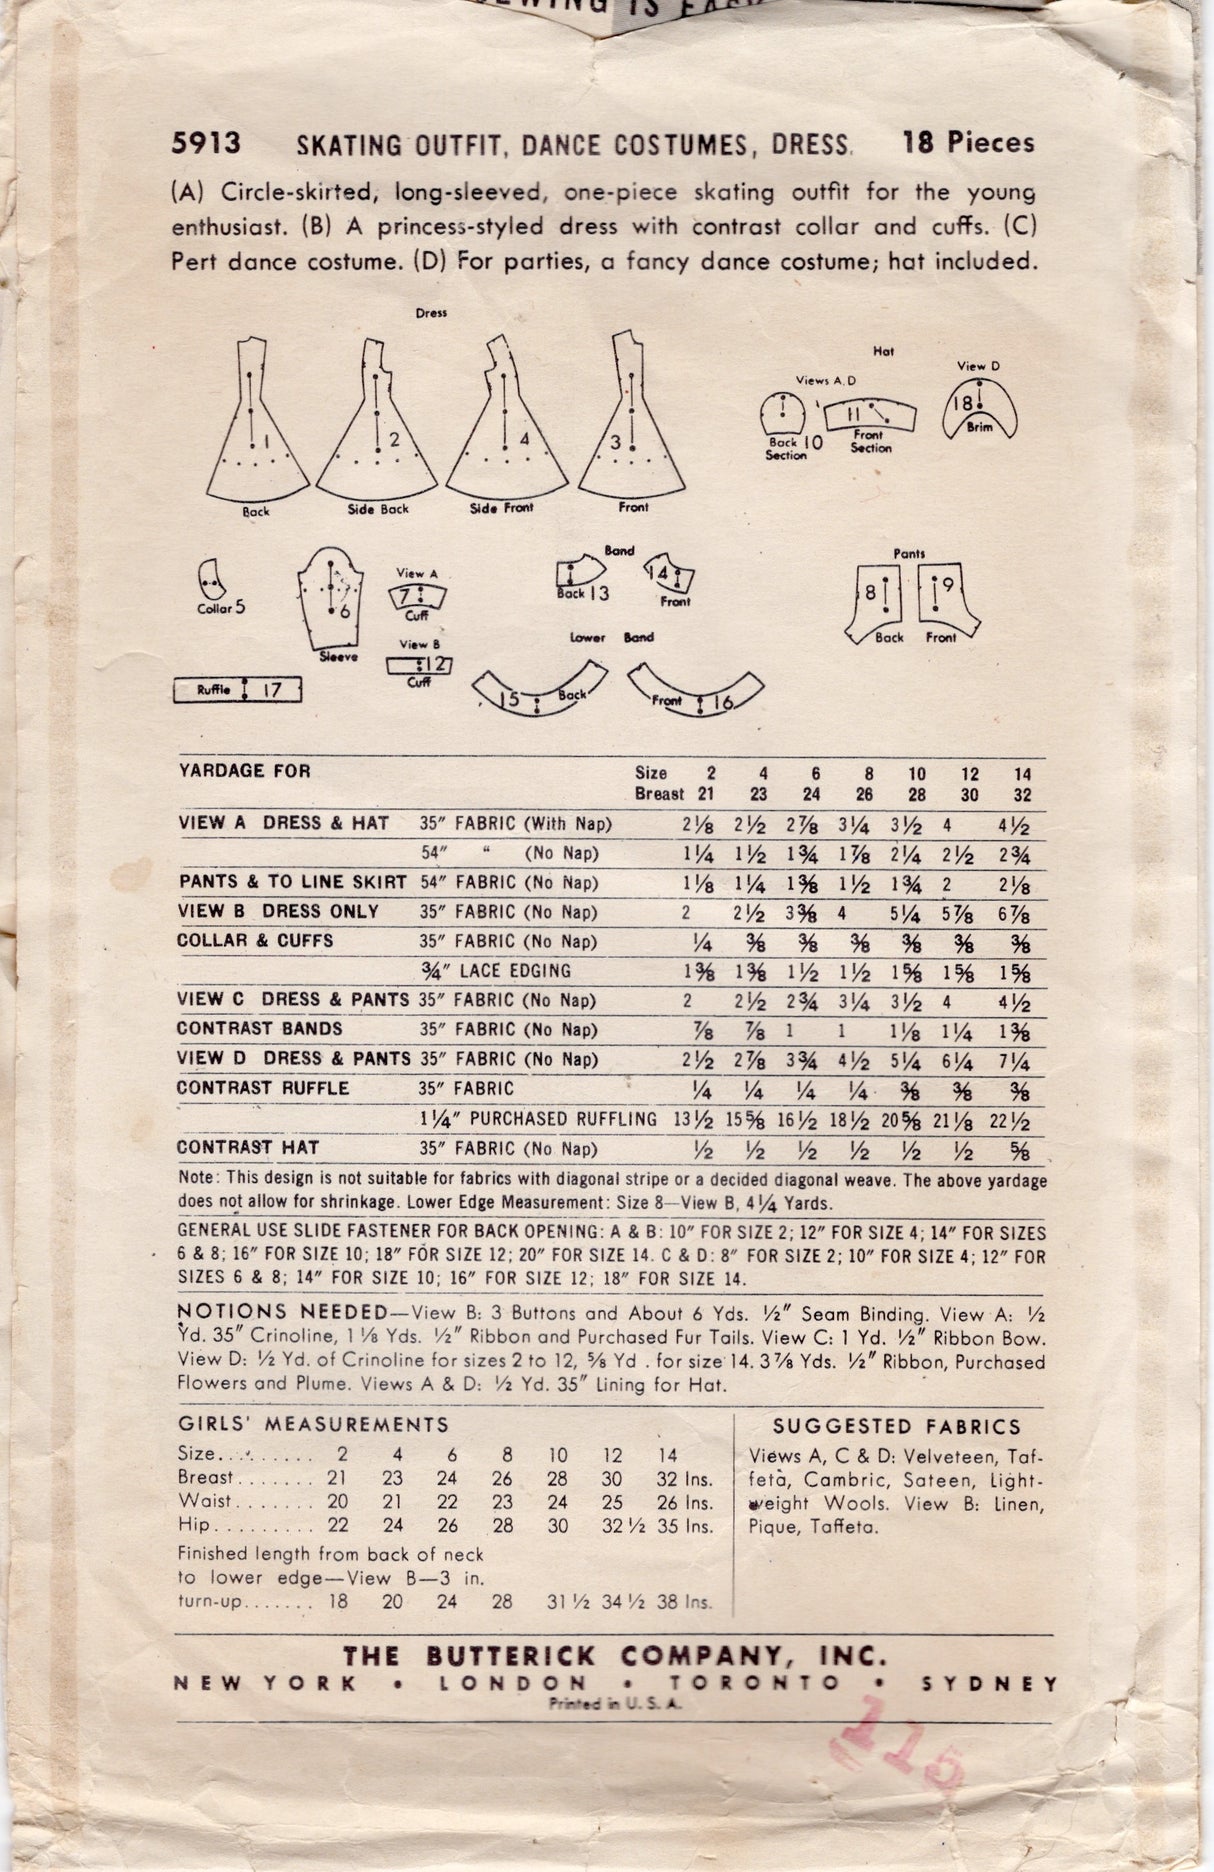 SEWING IS EASY
5913 SKATING OUTFIT, DANCE COSTUMES, DRESS. 18 Pieces
(A) Circle-skirted, long-sleeved, one-piece skating outfit for the young
enthusiast. (B) A princess-styled dress with contrast collar and cuffs. (C)
Pert dance costume. (D) For parties, a fancy dance costume; hat included.
Dress
Hat
Views A, D
View D
1
2
4
3
Back
Side Back
Side Front
Front
Back 10
Section
11
Front
Section
18
Brim
Collar 5
6
Sleeve
View A
7
Cuff
View B
12
Cuff
Band
Back 13
14
Front
Pants
8
9
Back
Front
Lower Band
Ruffle 17
15 Back
Front 16
YARDAGE FOR Size 2 4 6 8 10 12 14
Breast 21 23 24 26 28 30 32
VIEW A DRESS & HAT 35" FABRIC (With Nap) 2⅛ 2½ 2⅞ 3¼ 3½ 4 4½
54" " (No Nap) 1¼ 1½ 1¾ 1⅞ 2¼ 2½ 2¾
PANTS & TO LINE SKIRT 54" FABRIC (No Nap) 1⅛ 1¼ 1⅜ 1½ 1¾ 2 2⅛
VIEW B DRESS ONLY 35" FABRIC (No Nap) 2 2½ 3⅜ 4 5¼ 5⅞ 6⅞
COLLAR & CUFFS 35" FABRIC (No Nap) ¼ ⅜ ⅜ ⅜ ⅜ ⅜ ⅜
¾" LACE EDGING 1⅜ 1⅜ 1½ 1½ 1⅝ 1⅝ 1⅝
VIEW C DRESS & PANTS 35" FABRIC (No Nap) 2 2½ 2¾ 3¼ 3½ 4 4½
CONTRAST BANDS 35" FABRIC (No Nap) ⅞ ⅞ 1 1 1⅛ 1¼ 1⅜
VIEW D DRESS & PANTS 35" FABRIC (No Nap) 2½ 2⅞ 3¾ 4½ 5¼ 6¼ 7¼
CONTRAST RUFFLE 35" FABRIC ¼ ¼ ¼ ¼ ⅜ ⅜ ⅜
1¼" PURCHASED RUFFLING 13½ 15⅝ 16½ 18½ 20⅝ 21⅛ 22½
CONTRAST HAT 35" FABRIC (No Nap) ½ ½ ½ ½ ½ ½ ⅝
Note: This design is not suitable for fabrics with diagonal stripe or a decided diagonal weave. The above yardage
does not allow for shrinkage. Lower Edge Measurement: Size 8—View B, 4¼ Yards.
GENERAL USE SLIDE FASTENER FOR BACK OPENING: A & B: 10" FOR SIZE 2; 12" FOR SIZE 4; 14" FOR SIZES
6 & 8; 16" FOR SIZE 10; 18" FOR SIZE 12; 20" FOR SIZE 14. C & D: 8" FOR SIZE 2; 10" FOR SIZE 4; 12" FOR
SIZES 6 & 8; 14" FOR SIZE 10; 16" FOR SIZE 12; 18" FOR SIZE 14.
NOTIONS NEEDED—View B: 3 Buttons and About 6 Yds. ½" Seam Binding. View A: ½
Yd. 35" Crinoline, 1⅛ Yds. ½" Ribbon and Purchased Fur Tails. View C: 1 Yd. ½" Ribbon Bow.
View D: ½ Yd. of Crinoline for sizes 2 to 12, ⅝ Yd . for size 14. 3⅞ Yds. ½" Ribbon, Purchased
Flowers and Plume. Views A & D: ½ Yd. 35" Lining for Hat.
GIRLS' MEASUREMENTS
Size......... 2 4 6 8 10 12 14
Breast....... 21 23 24 26 28 30 32 Ins.
Waist....... 20 21 22 23 24 25 26 Ins.
Hip......... 22 24 26 28 30 32½ 35 Ins.
Finished length from back of neck
to lower edge—View B—3 in.
turn-up....... 18 20 24 28 31½ 34½ 38 Ins.
SUGGESTED FABRICS
Views A, C & D: Velveteen, Taf-
feta, Cambric, Sateen, Light-
weight Wools. View B: Linen,
Pique, Taffeta.
THE BUTTERICK COMPANY, INC.
NEW YORK • LONDON • TORONTO • SYDNEY
Printed in U. S. A.
115